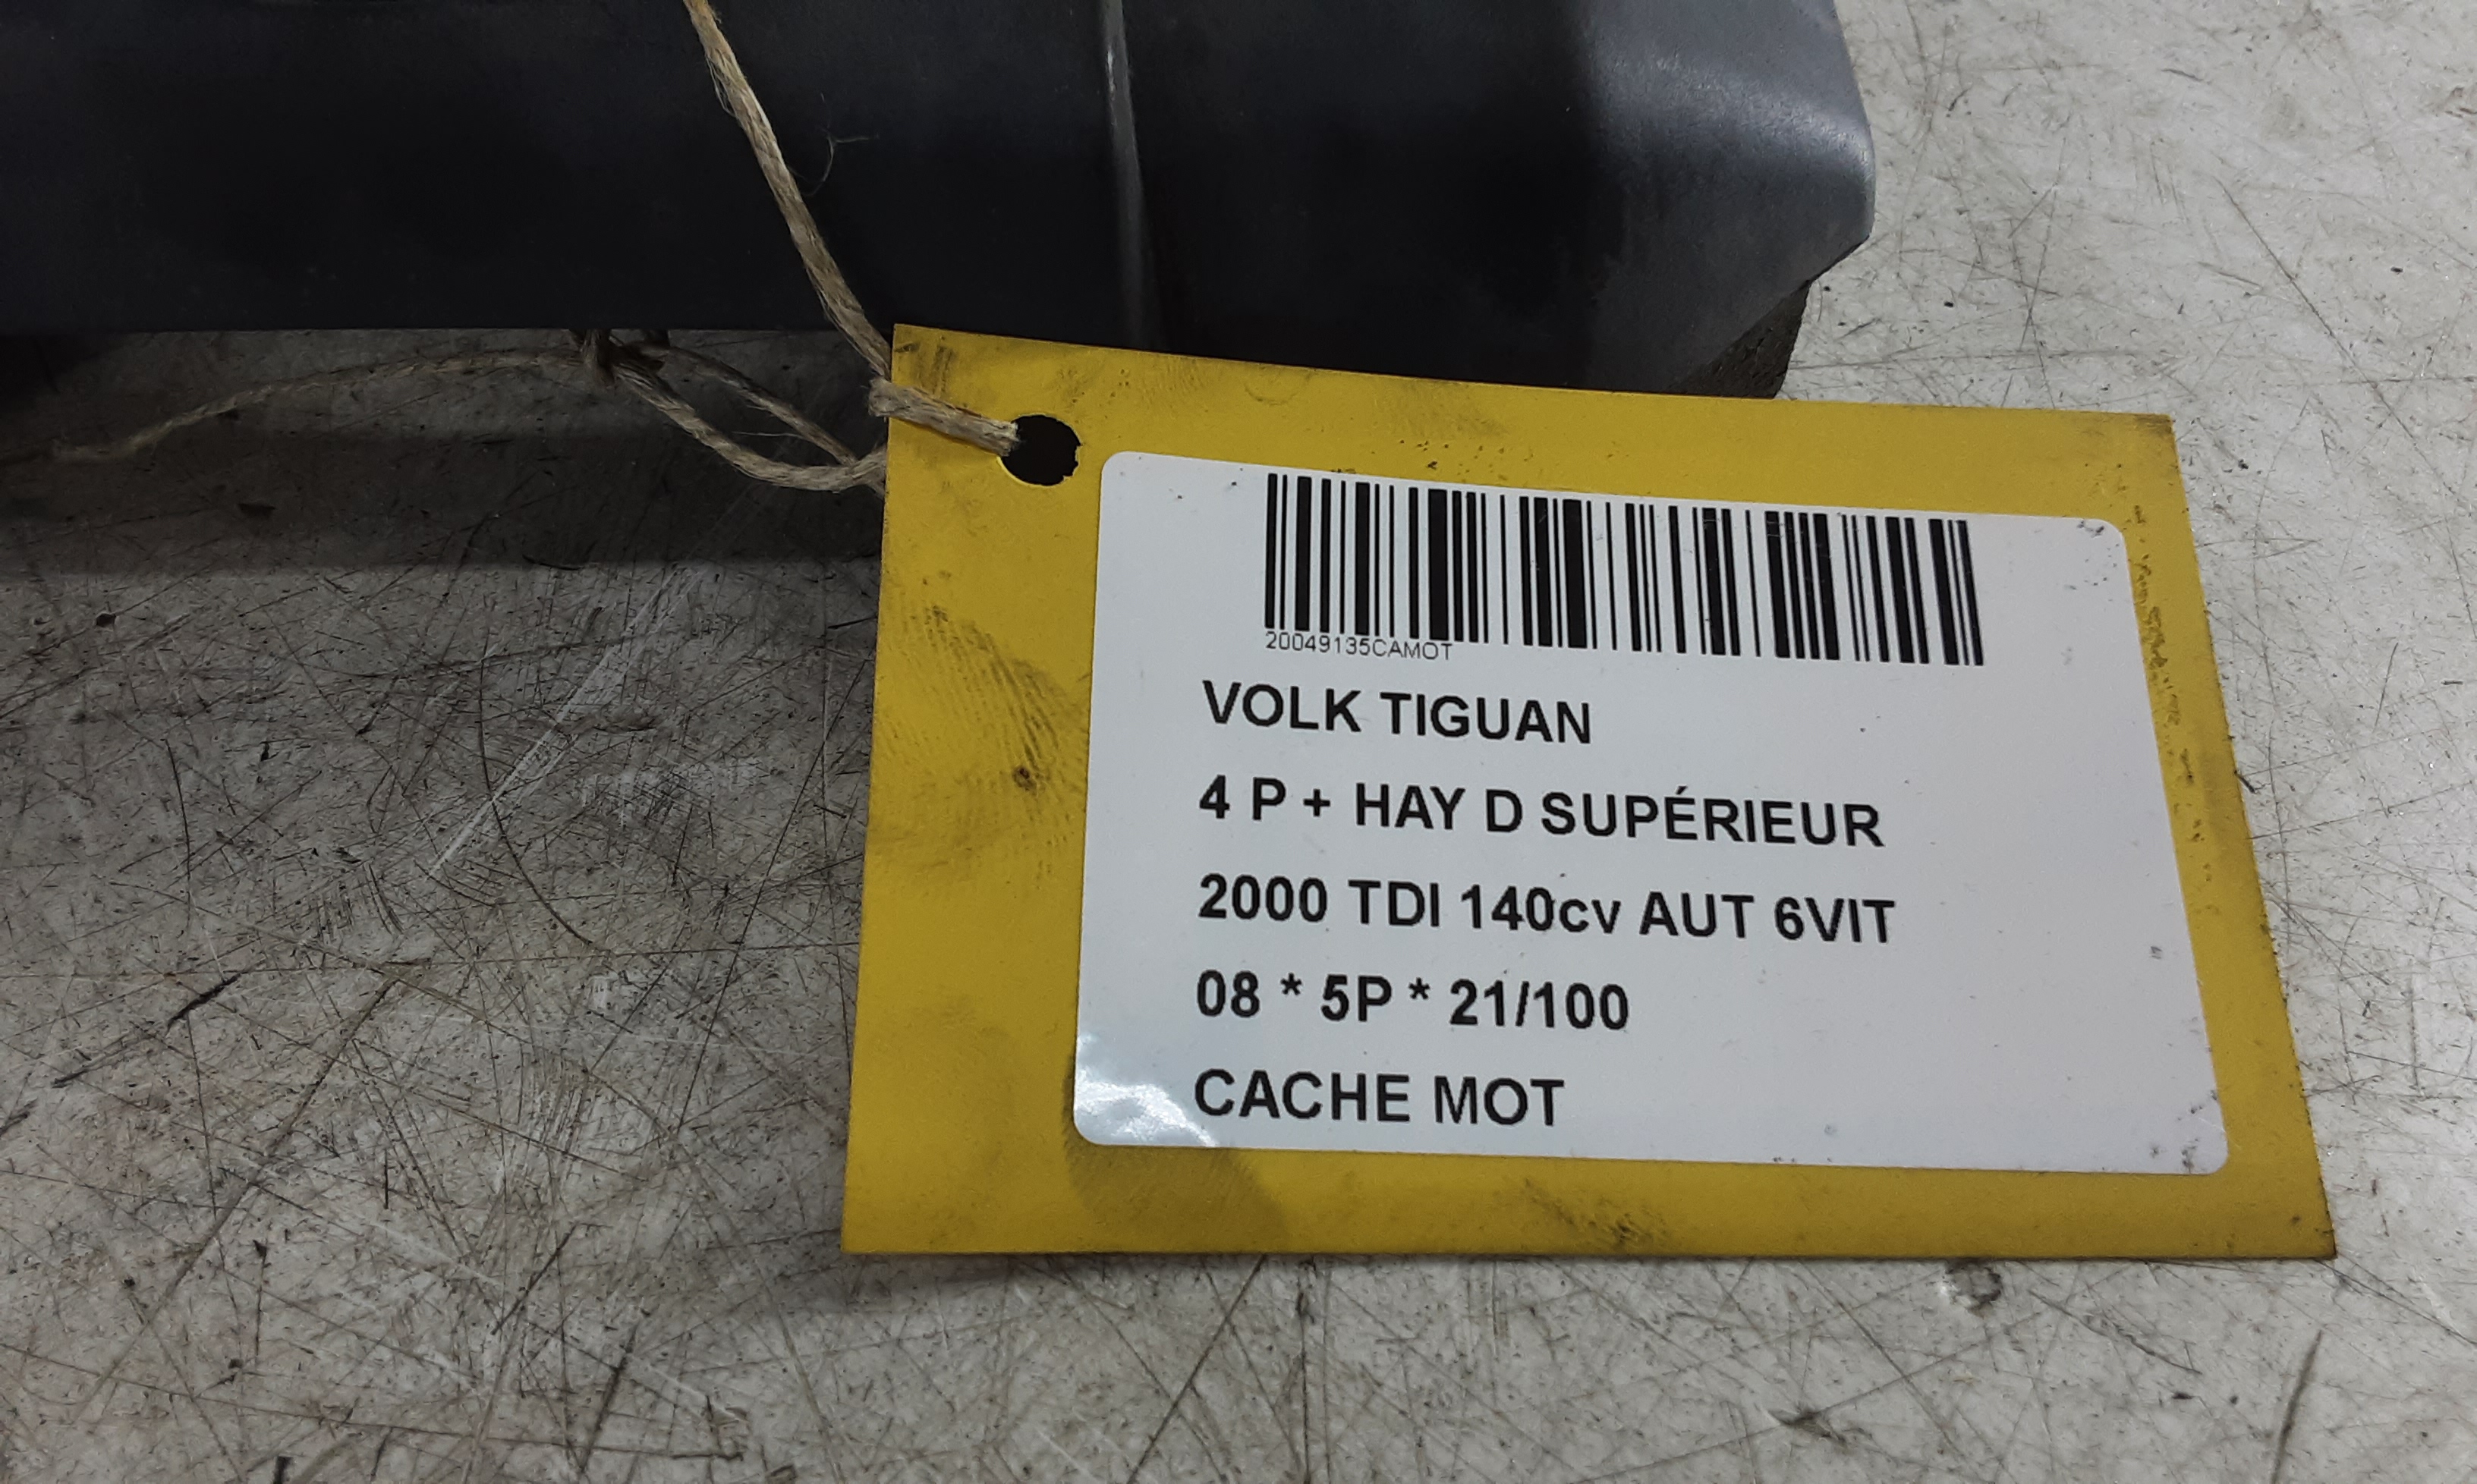 20049135CAMOT
VOLK TIGUAN
4 P + HAY D SUPÉRIEUR
2000 TDI 140cv AUT 6VIT
08 * 5P * 21/100
CACHE MOT